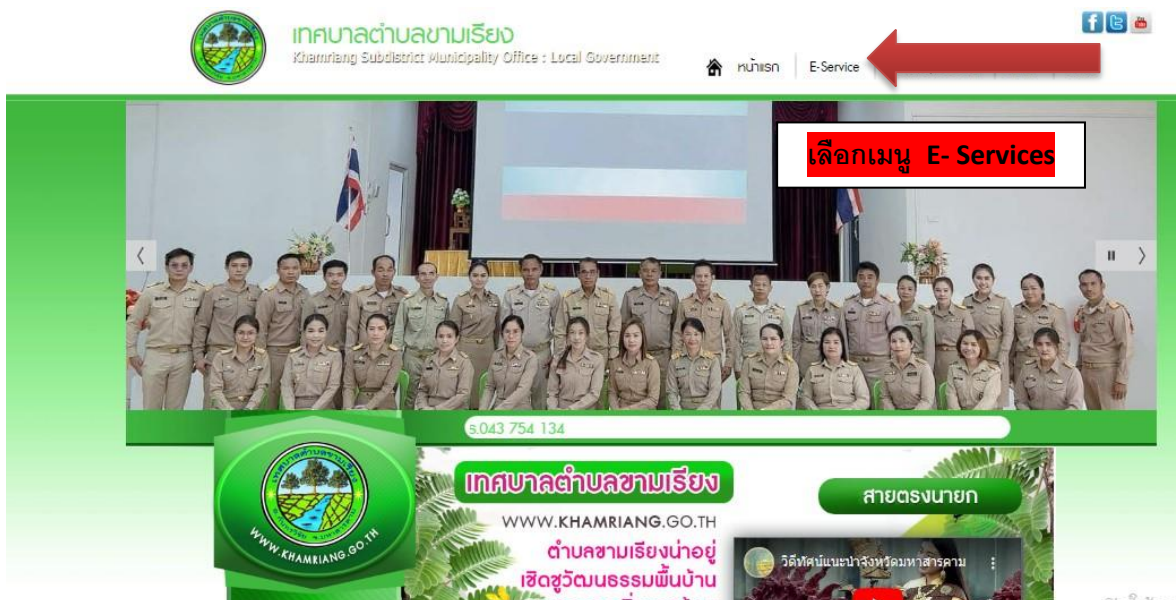 เทศบาลตำบลขามเรียง
Khamriang Subdistrict Municipality Office : Local Government
หน้าแรก
E-Service
เลือกเมนู E- Services
ร.043 754 134
เทศบาลตำบลขามเรียง
WWW.KHAMRIANG.GO.TH
ตำบลขามเรียงน่าอยู่
เชิดชูวัฒนธรรมพื้นบ้าน
สายตรงนายก
วิดีทัศน์แนะนำจังหวัดมหาสารคาม
WWW.KHAMRIANG.GO.TH